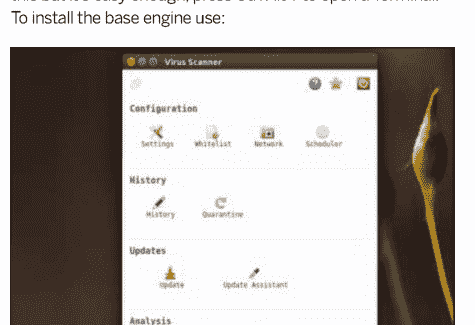 To install the base engine use:
Virus Scanner
Configuration
Settings Whitelist Network Scheduler
History
History Quarantine
Updates
Update Update Assistant
Analysis